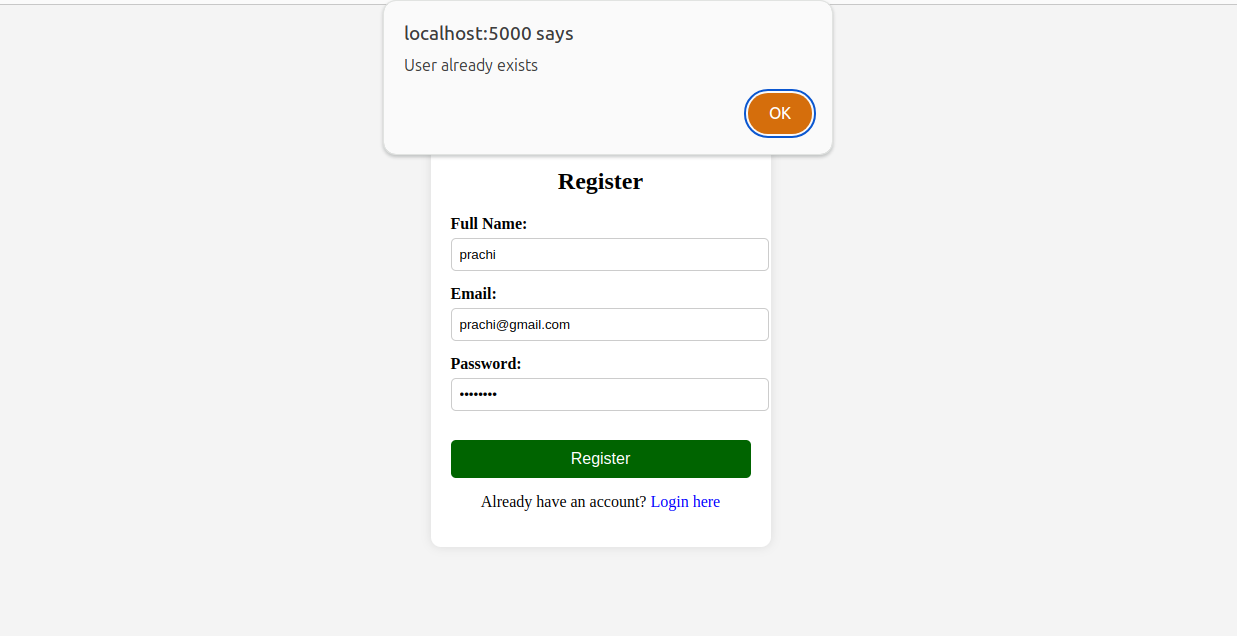 localhost:5000 says
User already exists
OK
Register
Full Name:
prachi
Email:
prachi@gmail.com
Password:
••••••••
Register
Already have an account? Login here